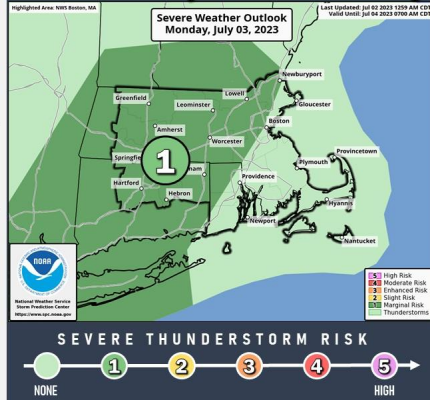 Highlighted Area: NWS Boston, MA
Severe Weather Outlook
Monday, July 03, 2023
Last Updated: Jul 02 2023 1259 AM CDT
Valid Until: Jul 04 2023 0700 AM CDT
Newburyport
Greenfield
Lowell
Leominster
Gloucester
Boston
Amherst
Worcester
1
Provincetown
Springfie
Plymouth
ham
Providence
Hartford
Hebron
Hyannis
Newport
Nantucket
NOAA
National Weather Service
Storm Prediction Center
https://www.spc.noaa.gov
5 High Risk
4 Moderate Risk
3 Enhanced Risk
2 Slight Risk
1 Marginal Risk
Thunderstorms
SEVERE THUNDERSTORM RISK
1 2 3 4 5
NONE HIGH